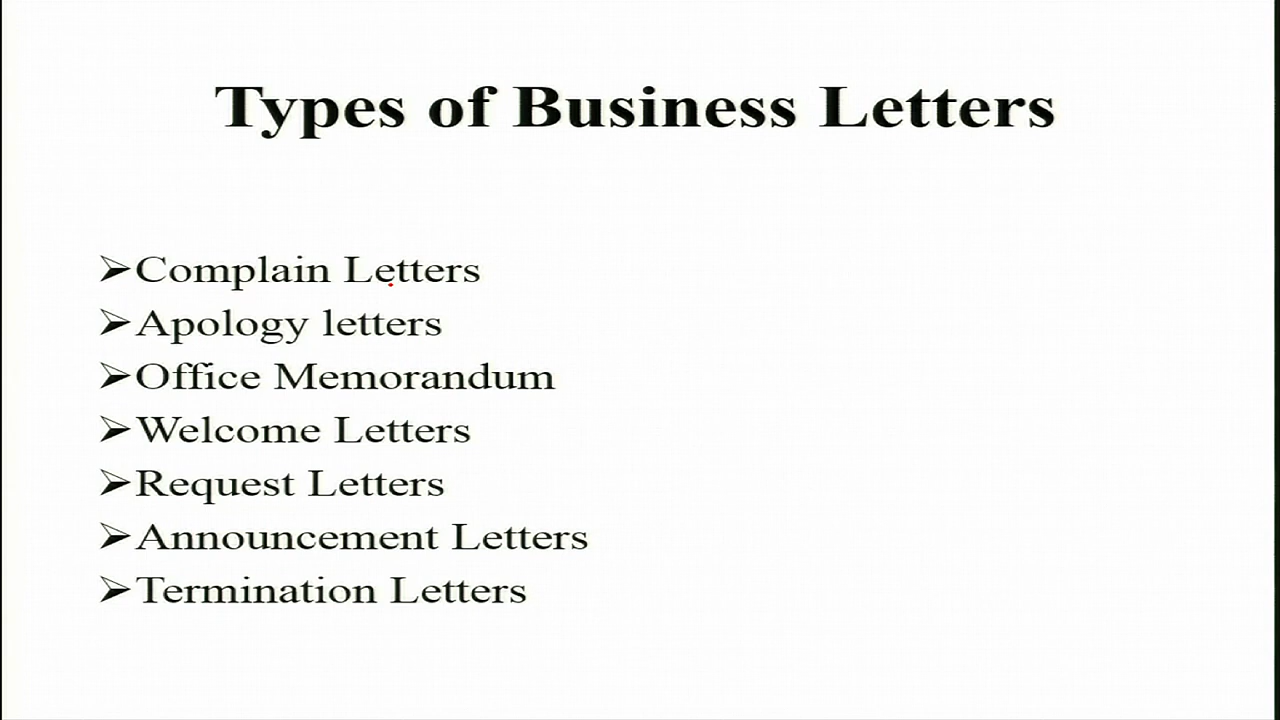 Types of Business Letters
➢Complain Letters
➢Apology letters
➢Office Memorandum
➢Welcome Letters
➢Request Letters
➢Announcement Letters
➢Termination Letters